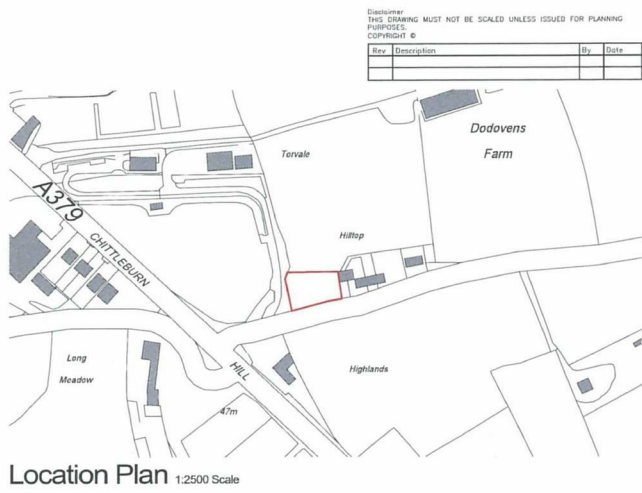 Disclaimer
THIS DRAWING MUST NOT BE SCALED UNLESS ISSUED FOR PLANNING
PURPOSES.
COPYRIGHT ©
Rev Description By Date
Dodovens
Farm
Torvale
A379
CHITTLEBURN
Hilltop
HILL
Long
Meadow
Highlands
47m
Location Plan 1:2500 Scale